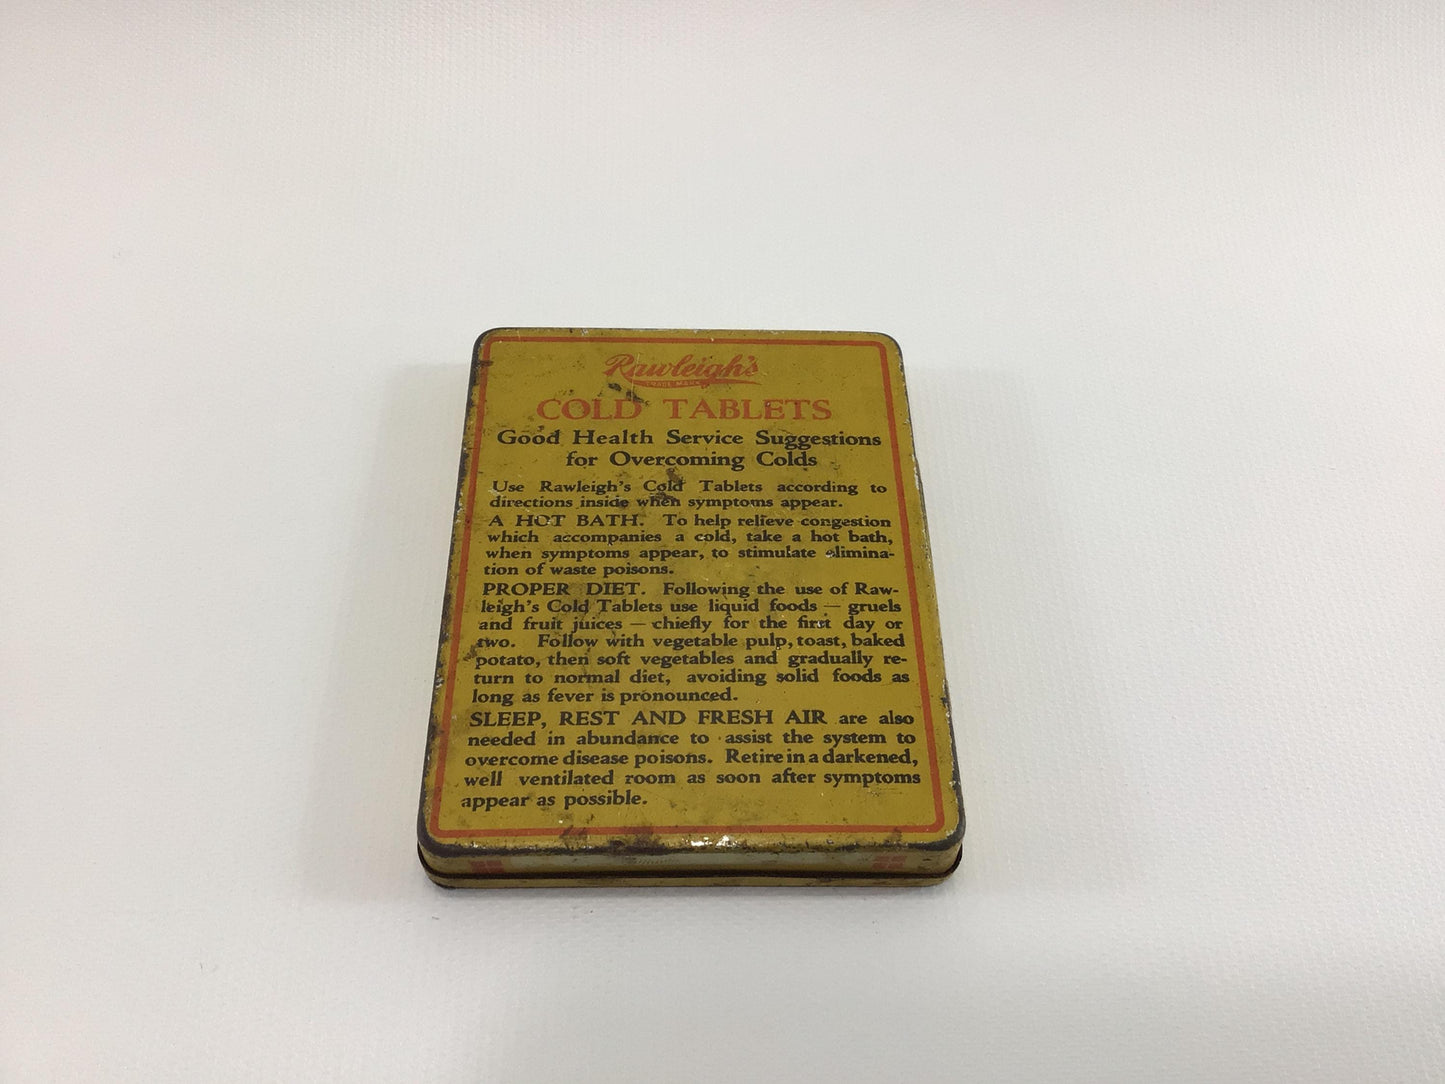 Rawleigh's
TRADE MARK
COLD TABLETS
Good Health Service Suggestions
for Overcoming Colds
Use Rawleigh's Cold Tablets according to
directions inside when symptoms appear.
A HOT BATH. To help relieve congestion
which accompanies a cold, take a hot bath,
when symptoms appear, to stimulate elimina-
tion of waste poisons.
PROPER DIET. Following the use of Raw-
leigh's Cold Tablets use liquid foods — gruels
and fruit juices — chiefly for the first day or
two. Follow with vegetable pulp, toast, baked
potato, then soft vegetables and gradually re-
turn to normal diet, avoiding solid foods as
long as fever is pronounced.
SLEEP, REST AND FRESH AIR are also
needed in abundance to assist the system to
overcome disease poisons. Retire in a darkened,
well ventilated room as soon after symptoms
appear as possible.